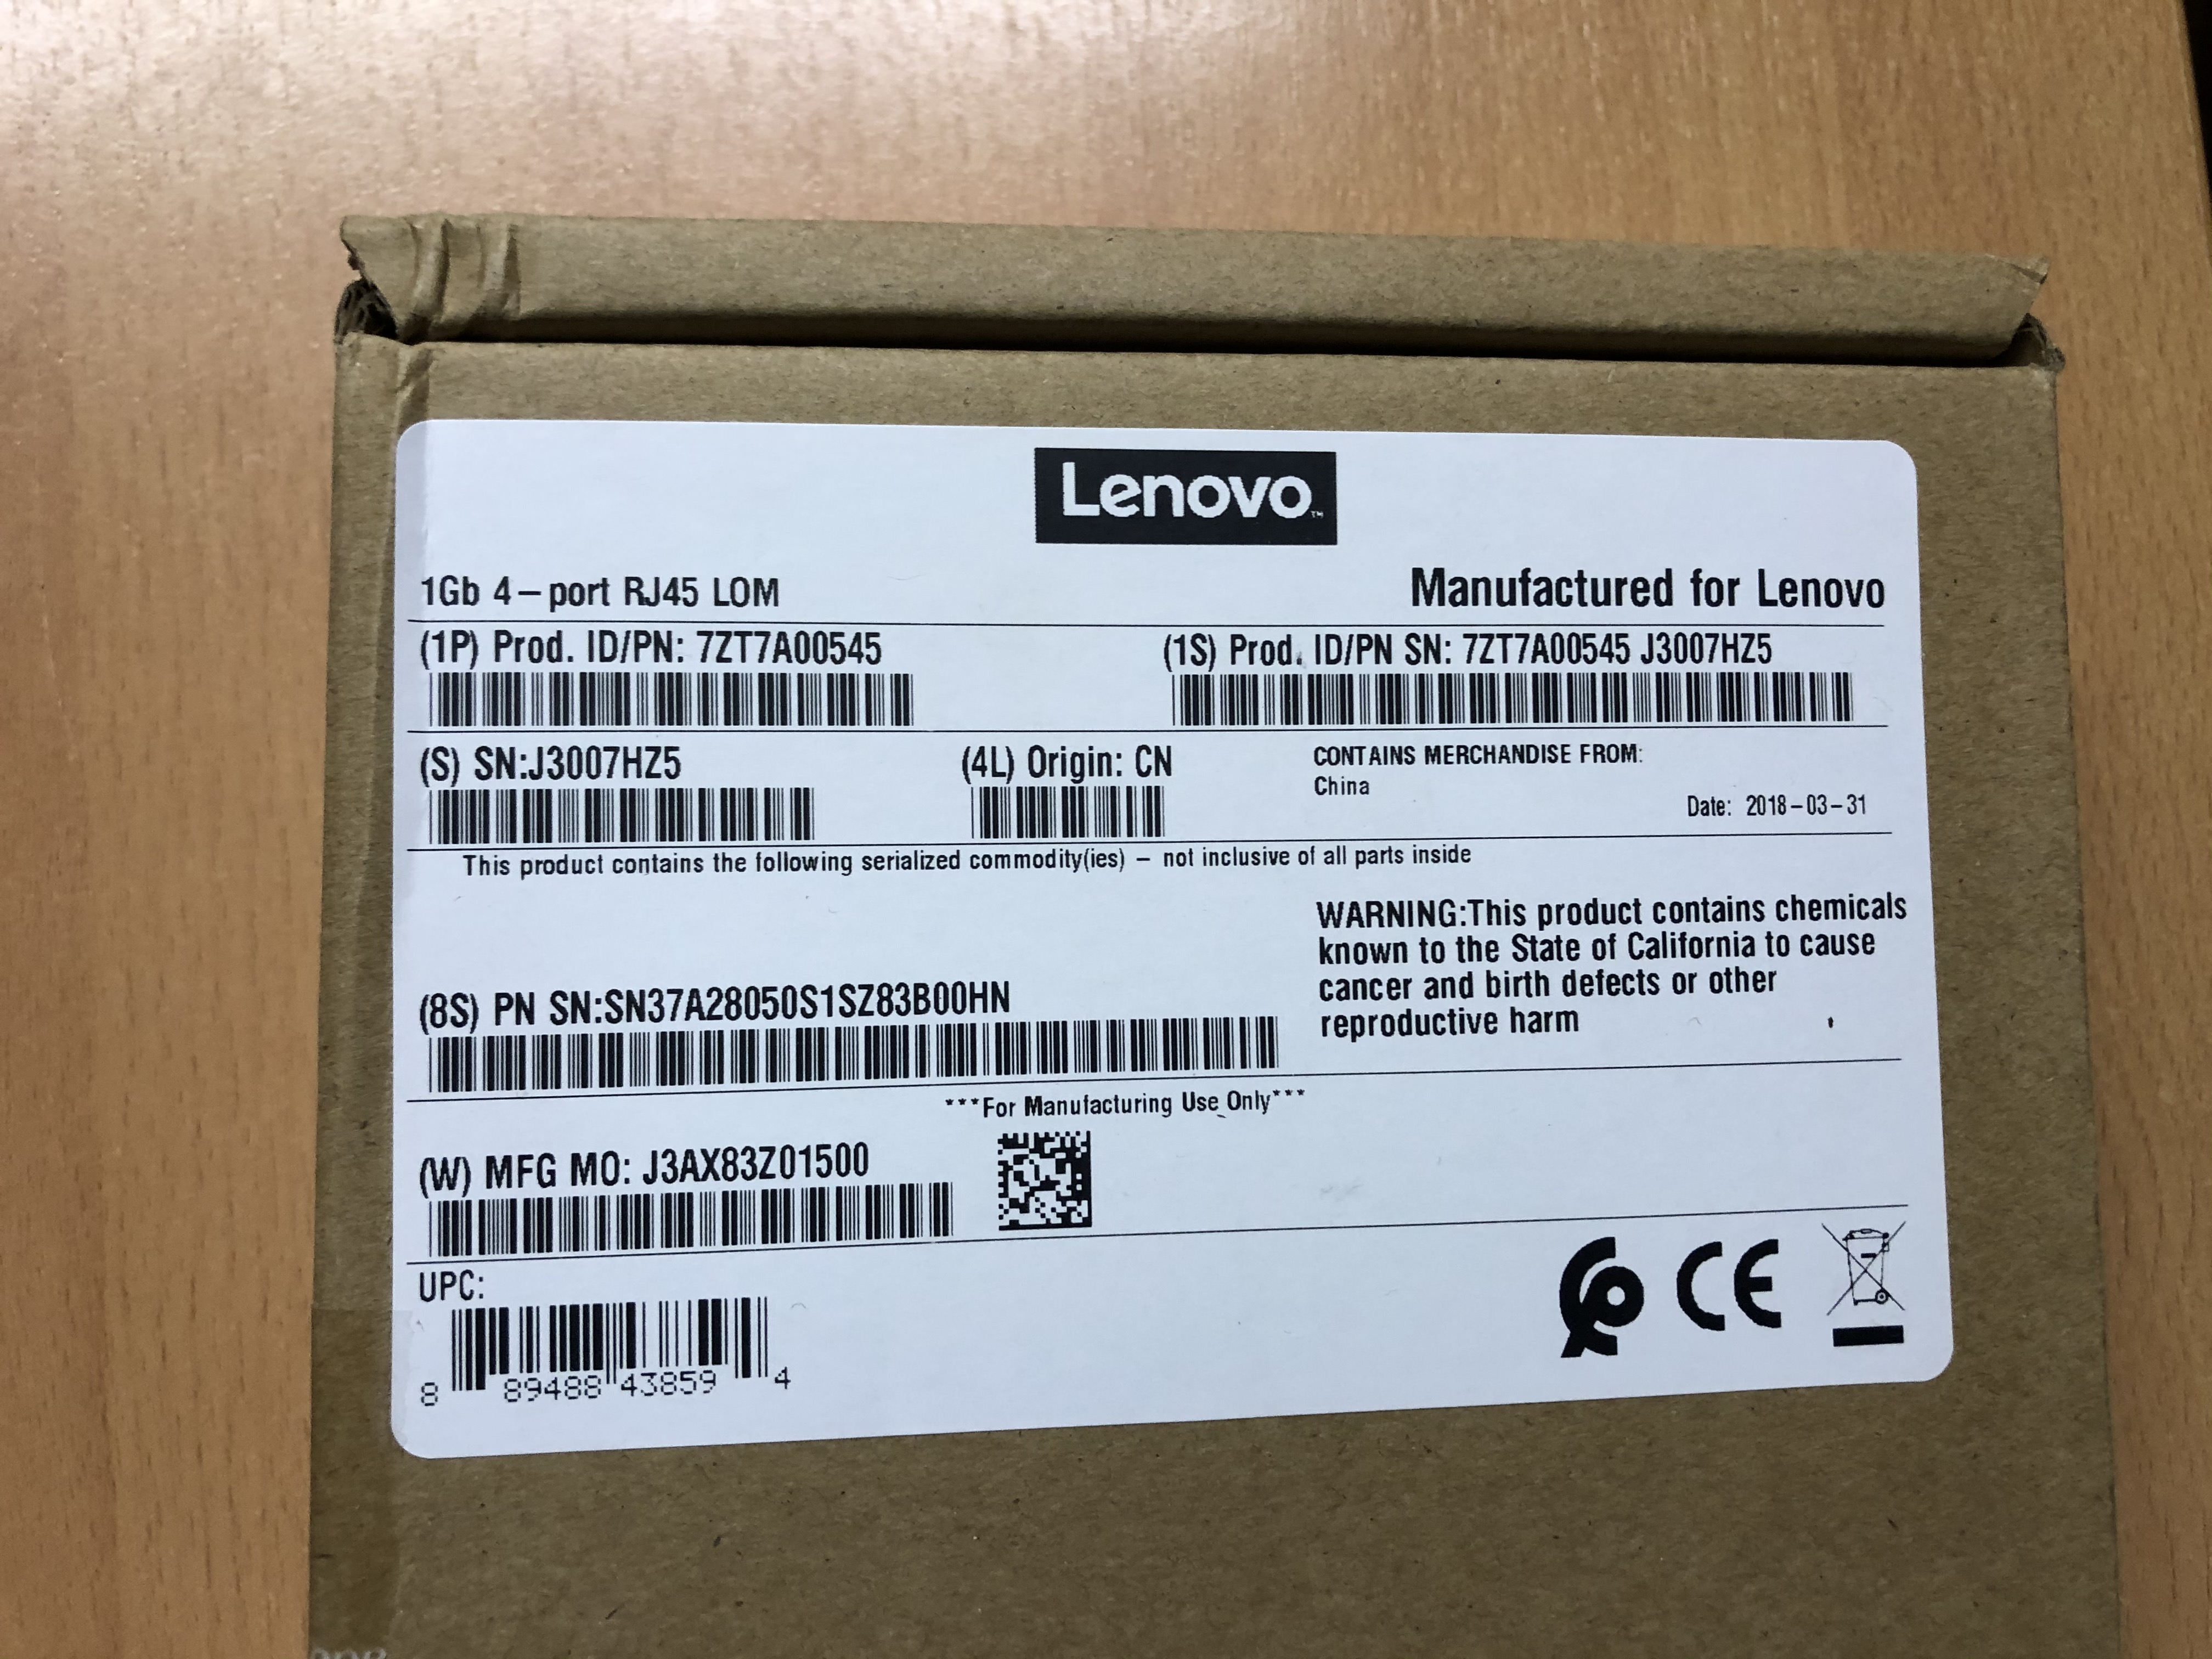 Lenovo™
1Gb 4-port RJ45 LOM
Manufactured for Lenovo
(1P) Prod. ID/PN: 7ZT7A00545
(1S) Prod. ID/PN SN: 7ZT7A00545 J3007HZ5
(S) SN:J3007HZ5
(4L) Origin: CN
CONTAINS MERCHANDISE FROM:
China
Date: 2018-03-31
This product contains the following serialized commodity(ies) – not inclusive of all parts inside
WARNING:This product contains chemicals
known to the State of California to cause
cancer and birth defects or other
reproductive harm
(8S) PN SN:SN37A28050S1SZ83B00HN
***For Manufacturing Use Only***
(W) MFG MO: J3AX83Z01500
UPC:
8 89488 43859 4
CE